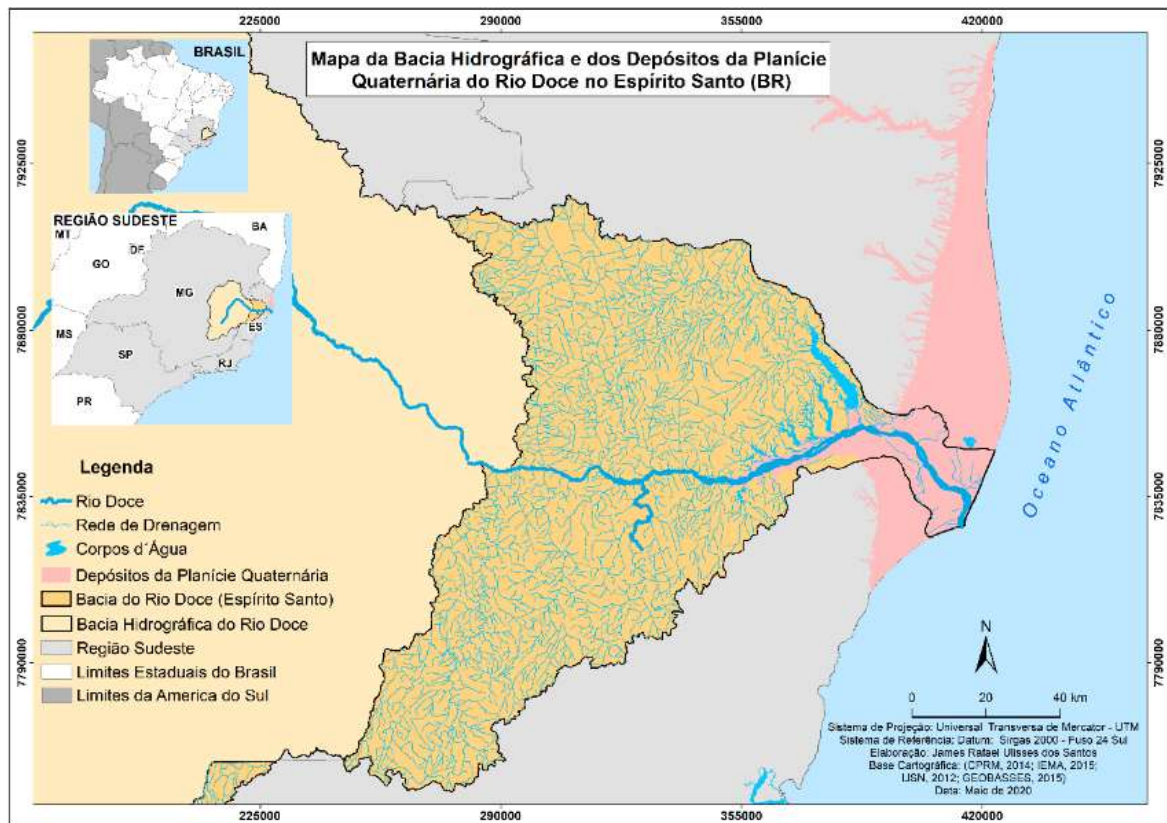 225000
290000
355000
420000
BRASIL
Mapa da Bacia Hidrográfica e dos Depósitos da Planície
Quaternária do Rio Doce no Espírito Santo (BR)
7925000
7925000
REGIÃO SUDESTE
MT
DF
BA
GO
MG
MS
ES
SP
RJ
PR
7880000
7880000
Oceano Atlântico
Legenda
Rio Doce
Rede de Drenagem
Corpos d´Água
Depósitos da Planície Quaternária
Bacia do Rio Doce (Espírito Santo)
Bacia Hidrográfica do Rio Doce
Região Sudeste
Limites Estaduais do Brasil
Limites da America do Sul
7835000
7835000
N
7790000
7790000
0 20 40 km
Sistema de Projeção: Universal Transversa de Mercator - UTM
Sistema de Referência: Datum: Sirgas 2000 - Fuso 24 Sul
Elaboração: James Rafael Ulisses dos Santos
Base Cartográfica: (CPRM, 2014; IEMA, 2015;
IJSN, 2012; GEOBASSES, 2015)
Data: Maio de 2020
225000
290000
355000
420000